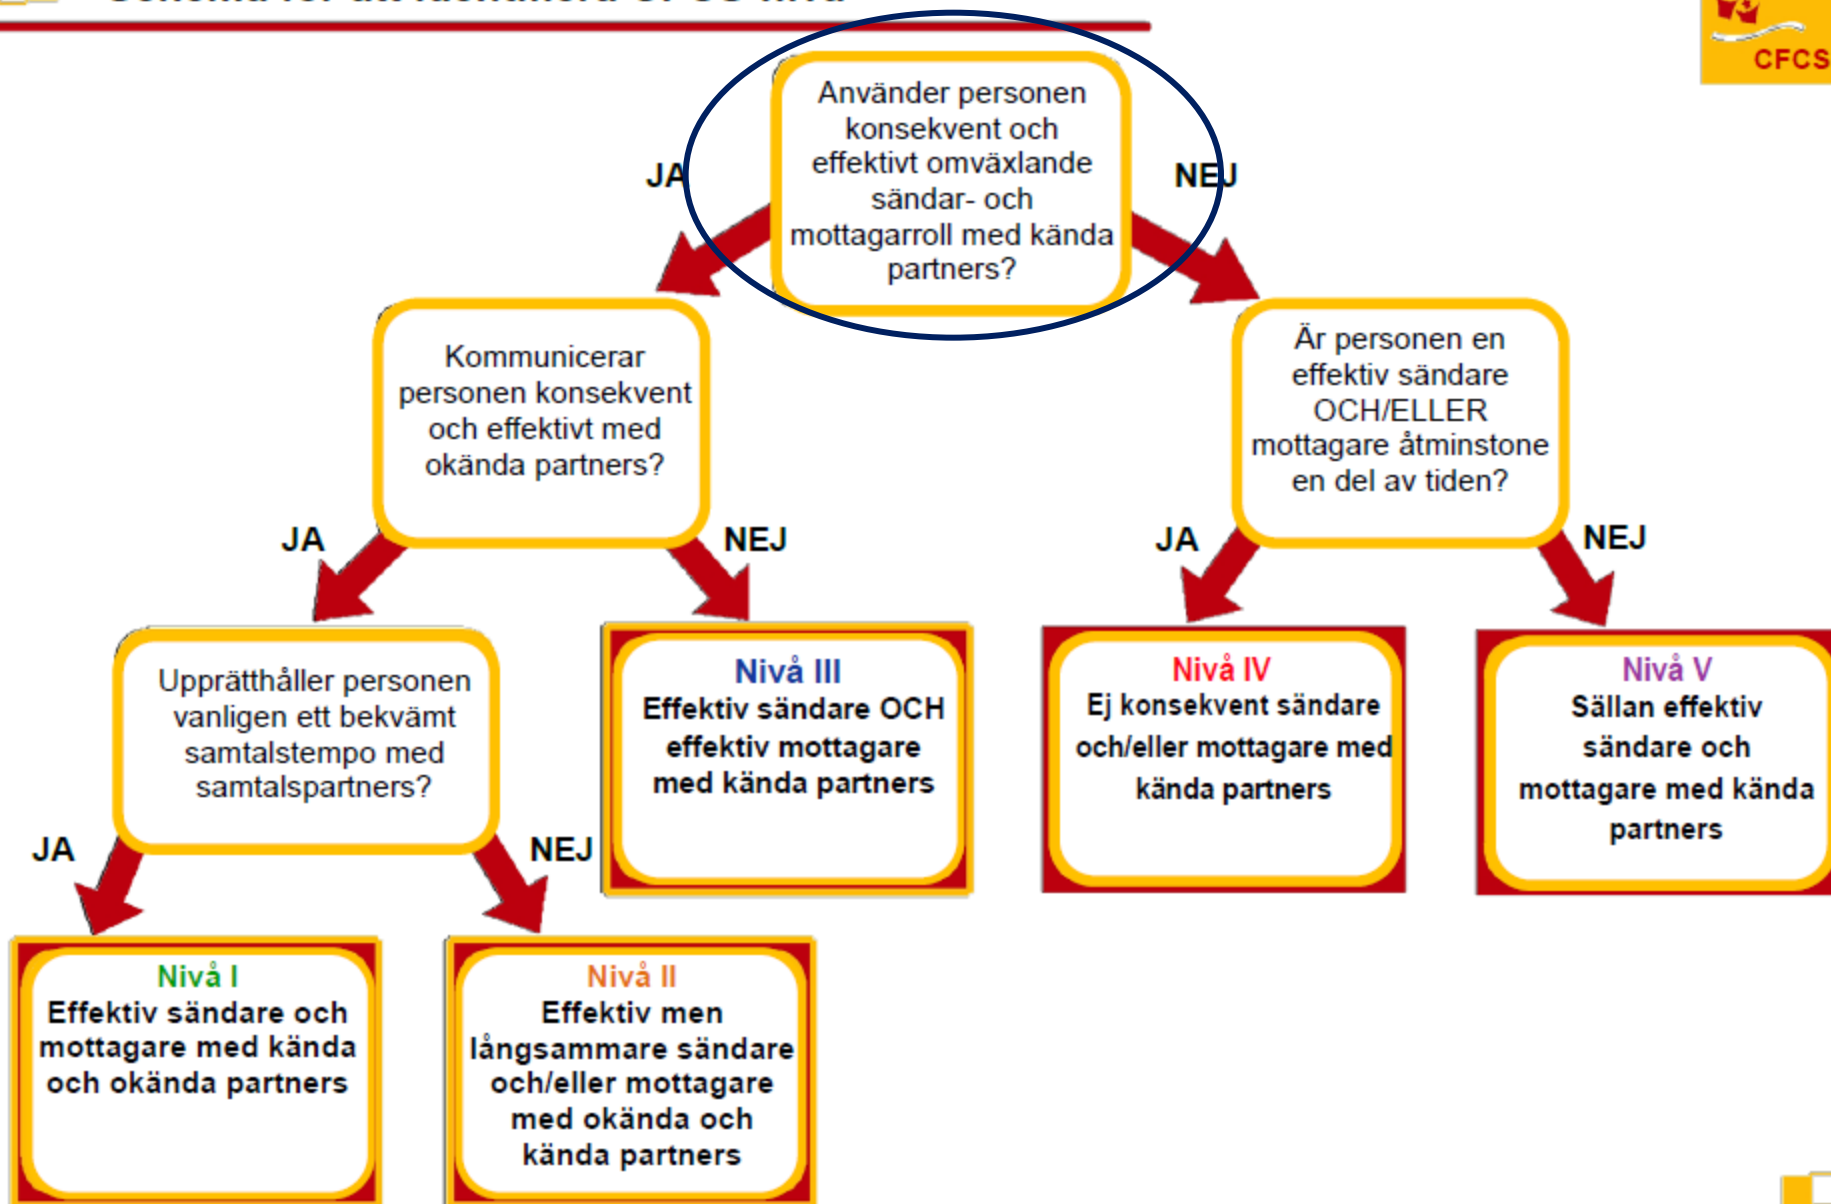 CFCS
Använder personen
konsekvent och
effektivt omväxlande
sändar- och
mottagarroll med kända
partners?
JA
NEJ
Kommunicerar
personen konsekvent
och effektivt med
okända partners?
Är personen en
effektiv sändare
OCH/ELLER
mottagare åtminstone
en del av tiden?
JA
NEJ
JA
NEJ
Upprätthåller personen
vanligen ett bekvämt
samtalstempo med
samtalspartners?
Nivå III
Effektiv sändare OCH
effektiv mottagare
med kända partners
Nivå IV
Ej konsekvent sändare
och/eller mottagare med
kända partners
Nivå V
Sällan effektiv
sändare och
mottagare med kända
partners
JA
NEJ
Nivå I
Effektiv sändare och
mottagare med kända
och okända partners
Nivå II
Effektiv men
långsammare sändare
och/eller mottagare
med okända och
kända partners